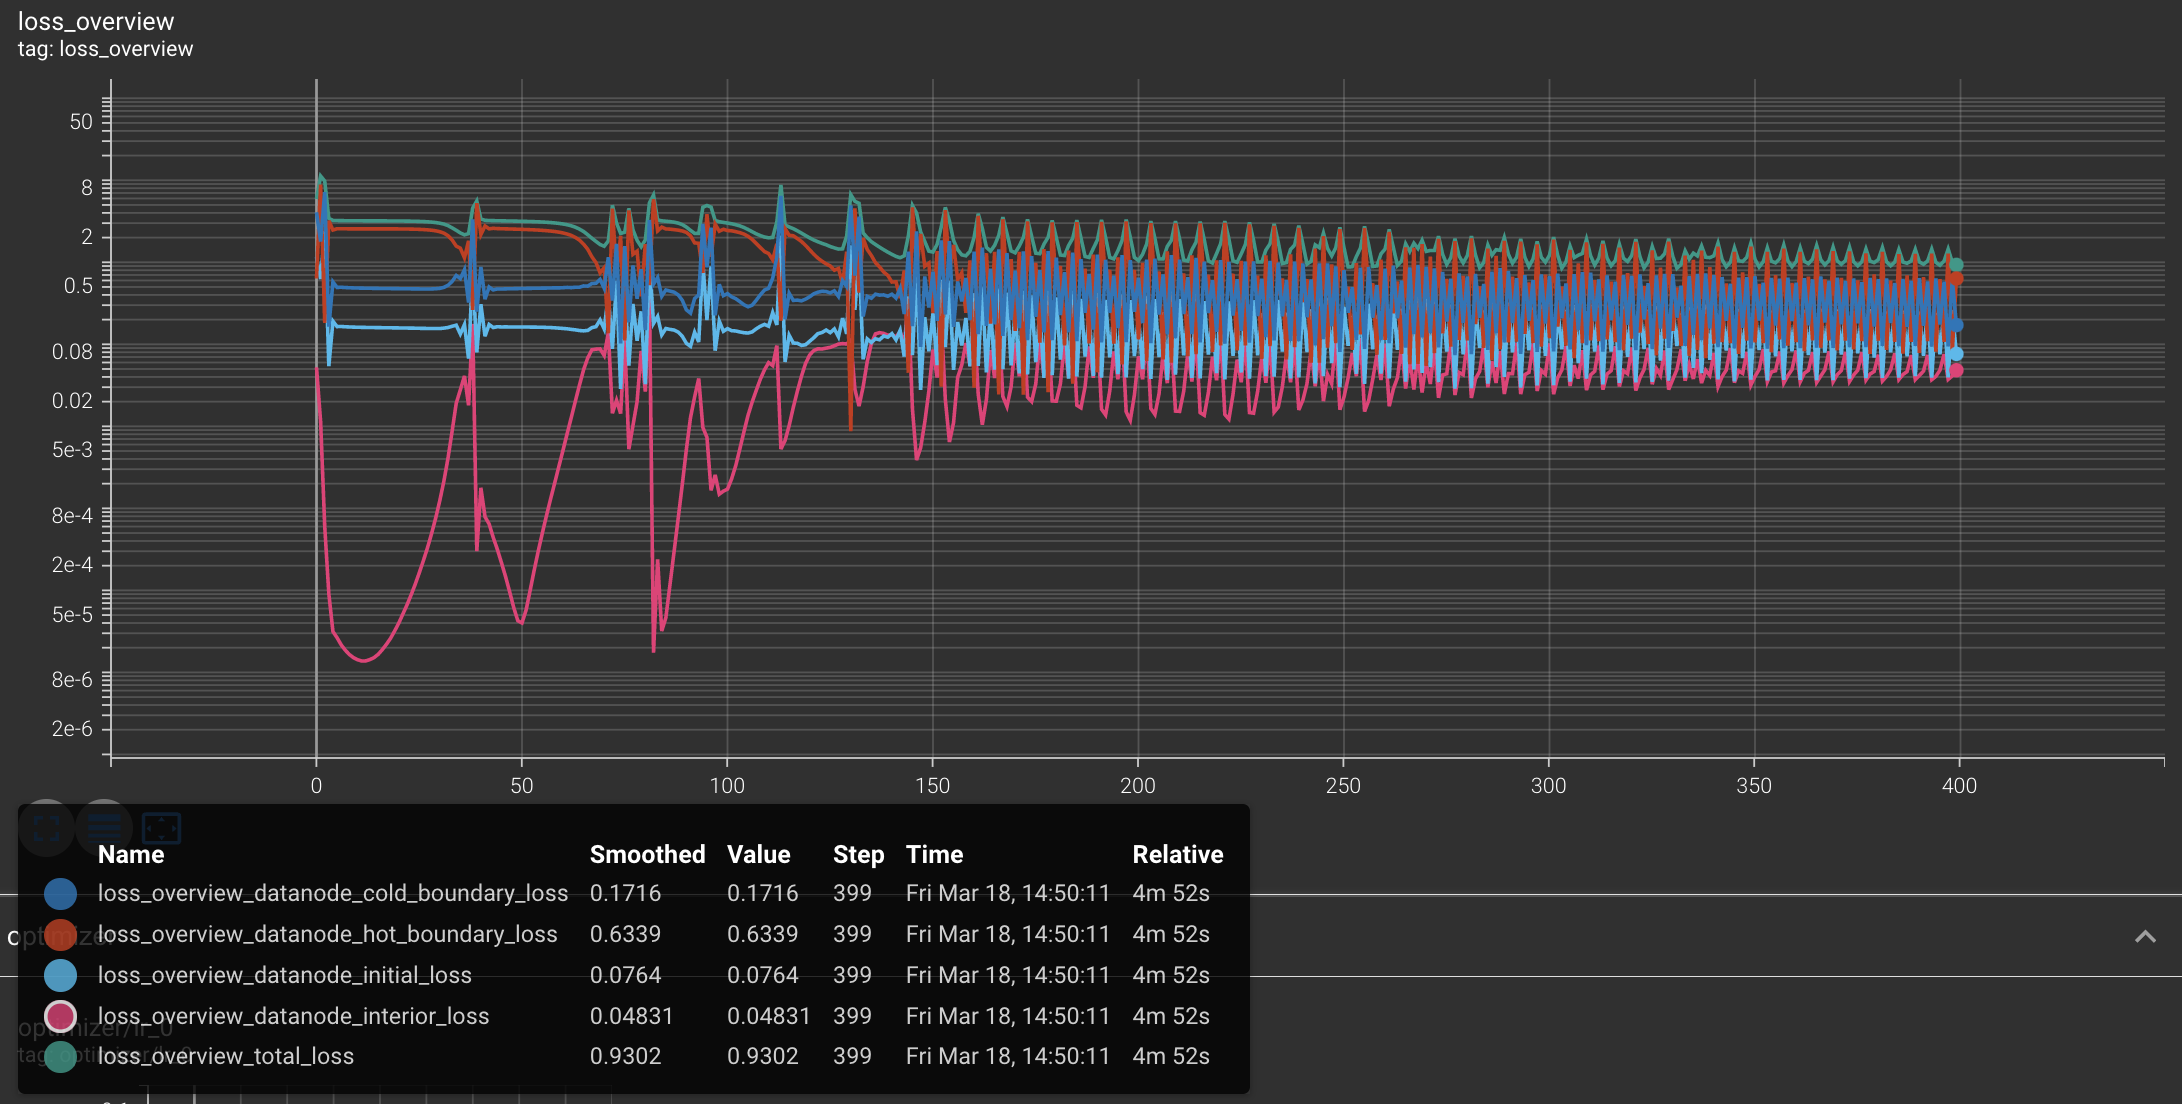 loss_overview
tag: loss_overview
50
8
2
0.5
0.08
0.02
5e-3
8e-4
2e-4
5e-5
8e-6
2e-6
0 50 100 150 200 250 300 350 400
Name Smoothed Value Step Time Relative
loss_overview_datanode_cold_boundary_loss 0.1716 0.1716 399 Fri Mar 18, 14:50:11 4m 52s
optimizer
loss_overview_datanode_hot_boundary_loss 0.6339 0.6339 399 Fri Mar 18, 14:50:11 4m 52s
loss_overview_datanode_initial_loss 0.0764 0.0764 399 Fri Mar 18, 14:50:11 4m 52s
loss_overview_datanode_interior_loss 0.04831 0.04831 399 Fri Mar 18, 14:50:11 4m 52s
optimizer/lr_0
loss_overview_total_loss 0.9302 0.9302 399 Fri Mar 18, 14:50:11 4m 52s
tag: optimizer/lr_0